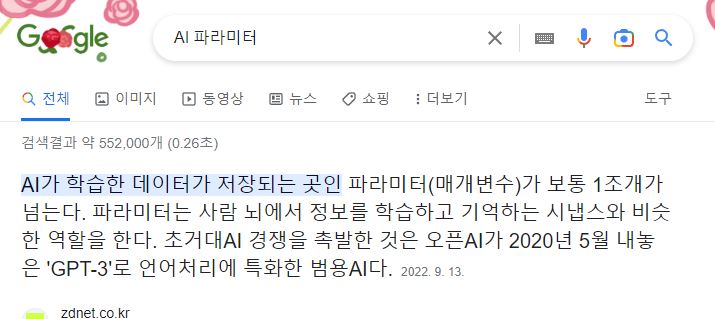 Google
AI 파라미터
전체 이미지 동영상 뉴스 쇼핑 더보기 도구
검색결과 약 552,000개 (0.26초)
AI가 학습한 데이터가 저장되는 곳인 파라미터(매개변수)가 보통 1조개가
넘는다. 파라미터는 사람 뇌에서 정보를 학습하고 기억하는 시냅스와 비슷
한 역할을 한다. 초거대AI 경쟁을 촉발한 것은 오픈AI가 2020년 5월 내놓
은 'GPT-3'로 언어처리에 특화한 범용AI다. 2022. 9. 13.
zdnet.co.kr